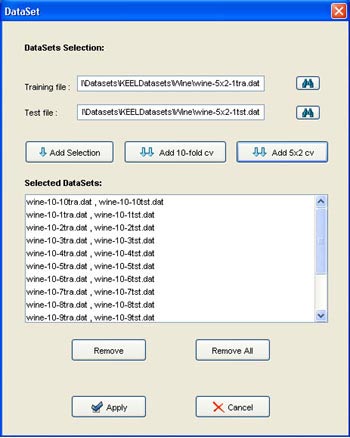 DataSet
DataSets Selection:
Training file : I\Datasets\KEELDatasets\Wine\wine-5x2-1tra.dat
Test file : I\Datasets\KEELDatasets\Wine\wine-5x2-1tst.dat
Add Selection Add 10-fold cv Add 5x2 cv
Selected DataSets:
wine-10-10tra.dat , wine-10-10tst.dat
wine-10-1tra.dat , wine-10-1tst.dat
wine-10-2tra.dat , wine-10-2tst.dat
wine-10-3tra.dat , wine-10-3tst.dat
wine-10-4tra.dat , wine-10-4tst.dat
wine-10-5tra.dat , wine-10-5tst.dat
wine-10-6tra.dat , wine-10-6tst.dat
wine-10-7tra.dat , wine-10-7tst.dat
wine-10-8tra.dat , wine-10-8tst.dat
wine-10-9tra.dat , wine-10-9tst.dat
Remove Remove All
Apply Cancel